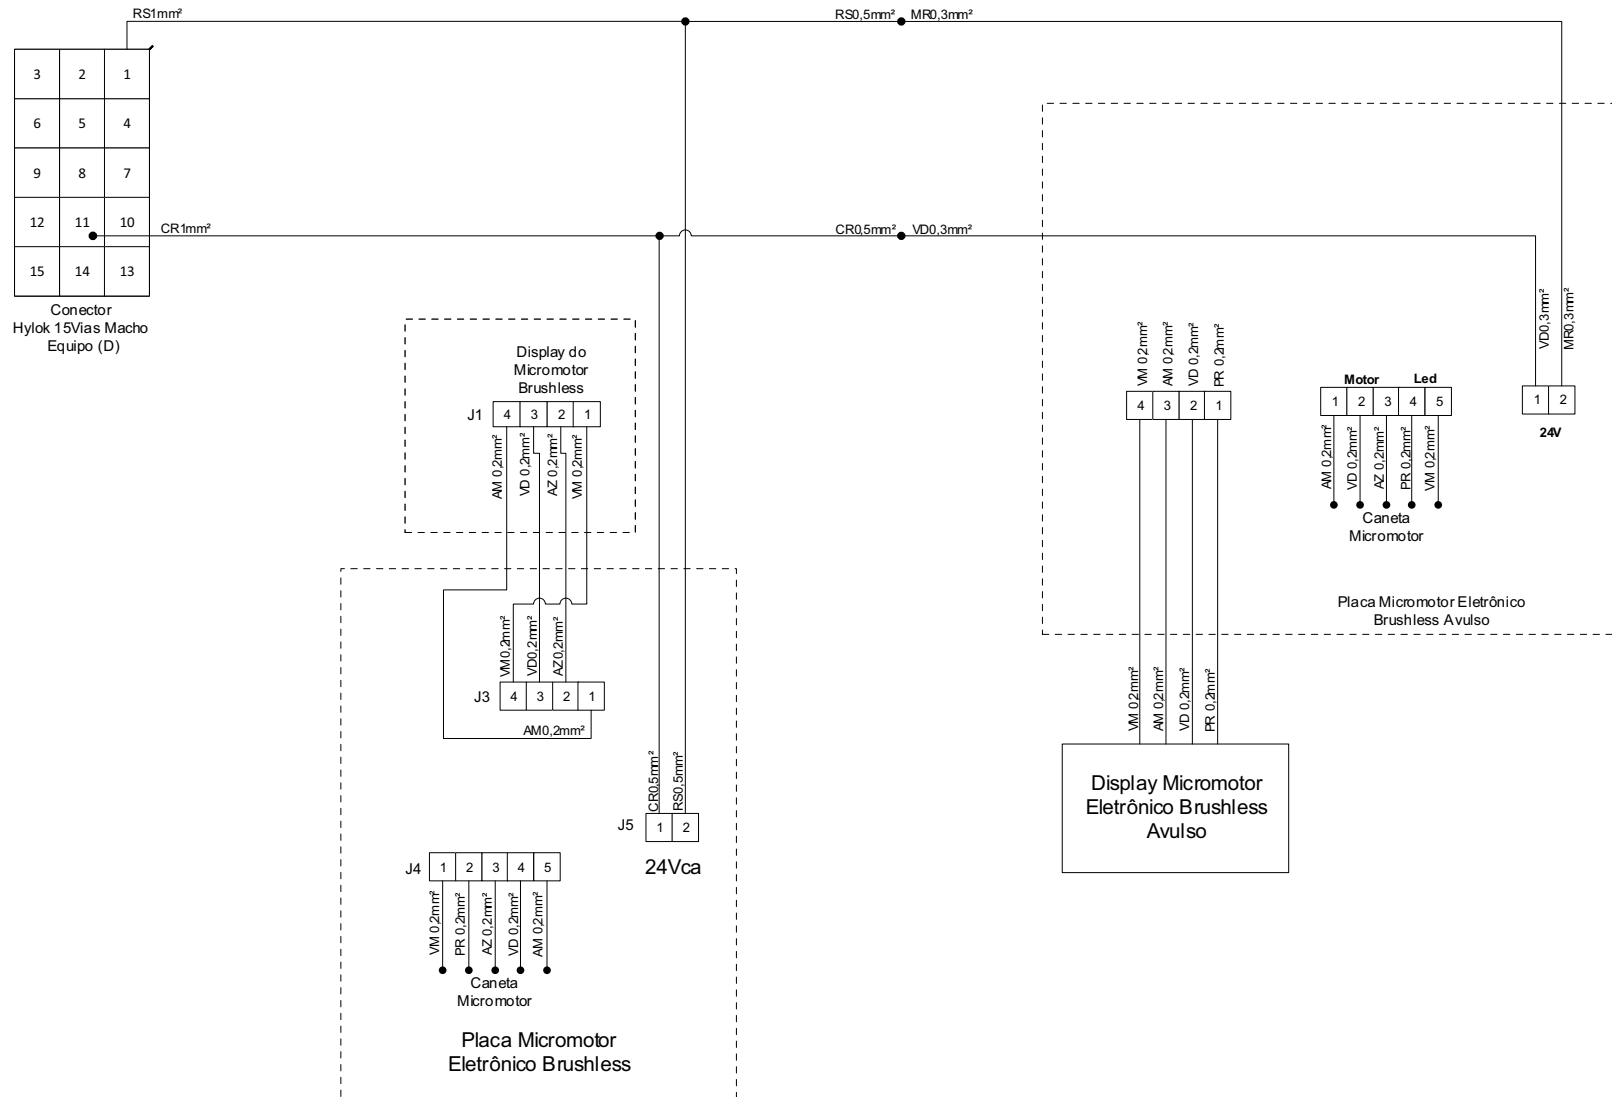 RS1mm²
RS0,5mm²
MR0,3mm²
3 2 1
6 5 4
9 8 7
12 11 10
15 14 13
CR1mm²
CR0,5mm²
VD0,3mm²
Conector
Hylok 15Vias Macho
Equipo (D)
Display do
Micromotor
Brushless
J1
4 3 2 1
AM 0,2mm²
VD 0,2mm²
AZ 0,2mm²
VM 0,2mm²
VM 0,2mm²
VD0,2mm²
AZ0,2mm²
J3
4 3 2 1
AM0,2mm²
CR0,5mm²
RS0,5mm²
J5
1 2
24Vca
J4
1 2 3 4 5
VM 0,2mm²
PR 0,2mm²
AZ 0,2mm²
VD 0,2mm²
AM 0,2mm²
Caneta
Micromotor
Placa Micromotor
Eletrônico Brushless
VM 0,2mm²
AM 0,2mm²
VD 0,2mm²
PR 0,2mm²
4 3 2 1
Motor
Led
1 2 3 4 5
AM 0,2mm²
VD 0,2mm²
AZ 0,2mm²
PR 0,2mm²
VM 0,2mm²
Caneta
Micromotor
VD0,3mm²
MR0,3mm²
1 2
24V
Placa Micromotor Eletrônico
Brushless Avulso
VM 0,2mm²
AM 0,2mm²
VD 0,2mm²
PR 0,2mm²
Display Micromotor
Eletrônico Brushless
Avulso